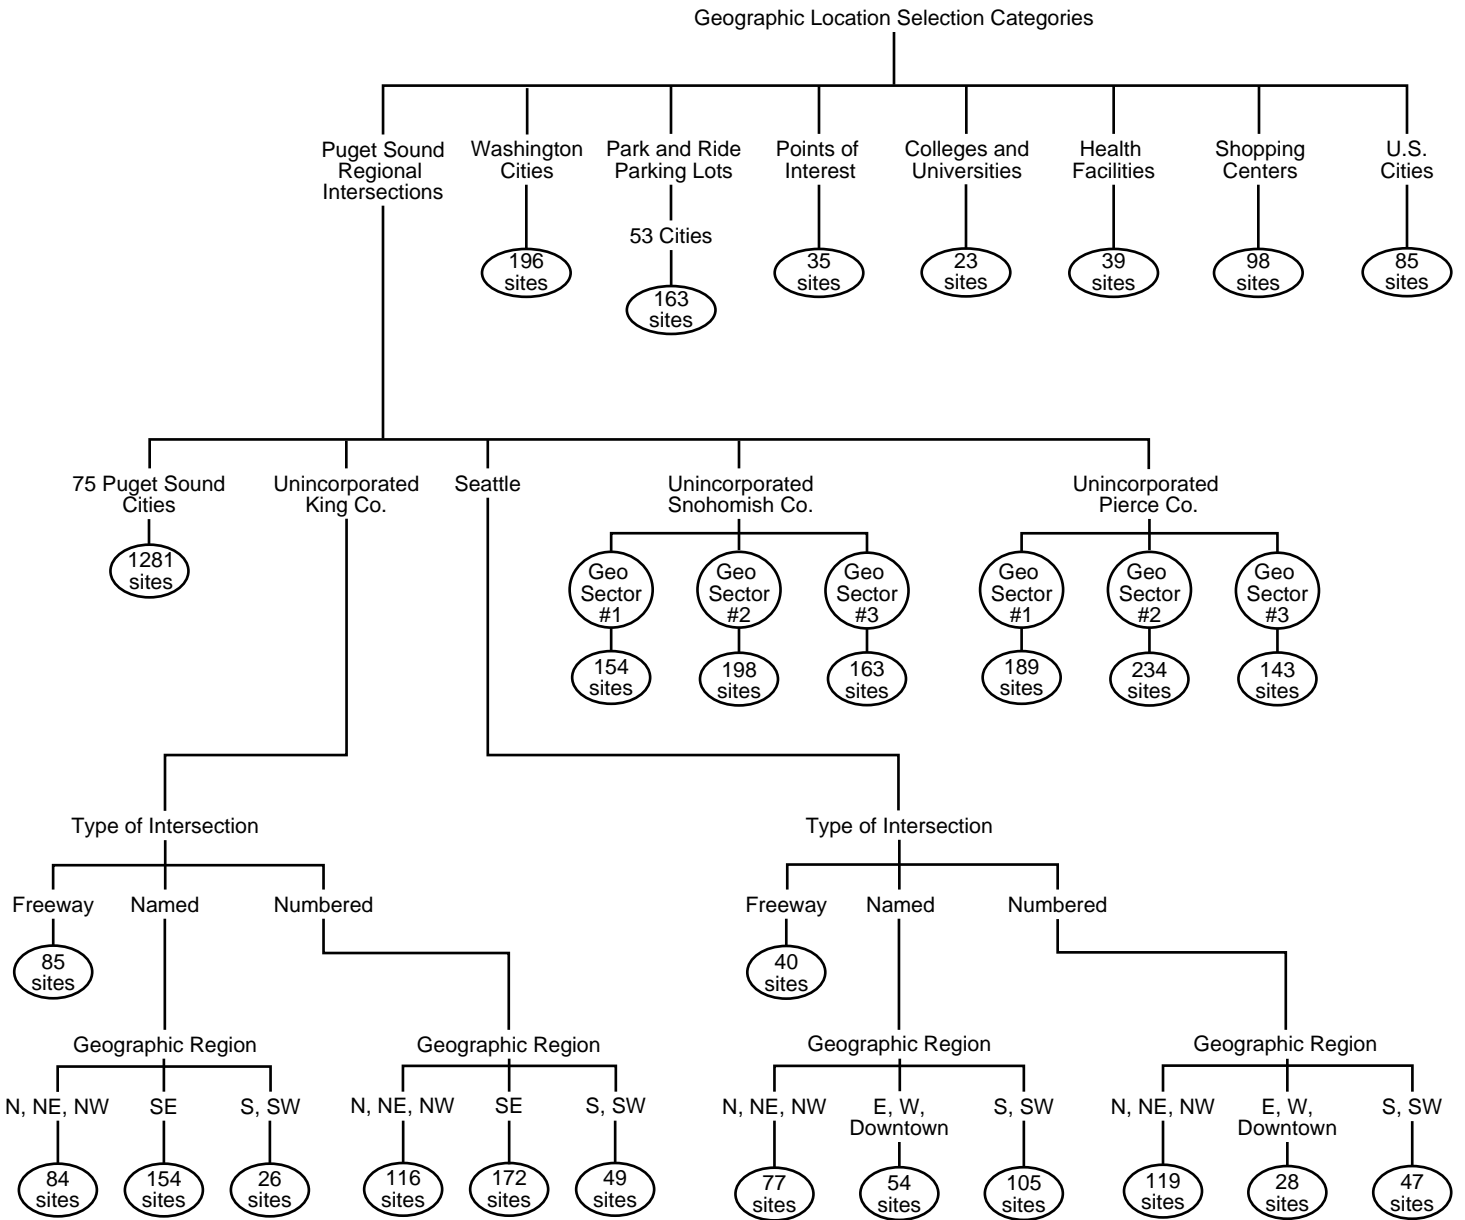 Geographic Location Selection Categories
Puget Sound
Regional
Intersections
Washington
Cities
Park and Ride
Parking Lots
Points of
Interest
Colleges and
Universities
Health
Facilities
Shopping
Centers
U.S.
Cities
53 Cities
196
sites
163
sites
35
sites
23
sites
39
sites
98
sites
85
sites
75 Puget Sound
Cities
Unincorporated
King Co.
Seattle
Unincorporated
Snohomish Co.
Unincorporated
Pierce Co.
1281
sites
Geo
Sector
#1
Geo
Sector
#2
Geo
Sector
#3
Geo
Sector
#1
Geo
Sector
#2
Geo
Sector
#3
154
sites
198
sites
163
sites
189
sites
234
sites
143
sites
Type of Intersection
Freeway
Named
Numbered
85
sites
Geographic Region
N, NE, NW
SE
S, SW
84
sites
154
sites
26
sites
Geographic Region
N, NE, NW
SE
S, SW
116
sites
172
sites
49
sites
Type of Intersection
Freeway
Named
Numbered
40
sites
Geographic Region
N, NE, NW
E, W,
Downtown
S, SW
77
sites
54
sites
105
sites
Geographic Region
N, NE, NW
E, W,
Downtown
S, SW
119
sites
28
sites
47
sites